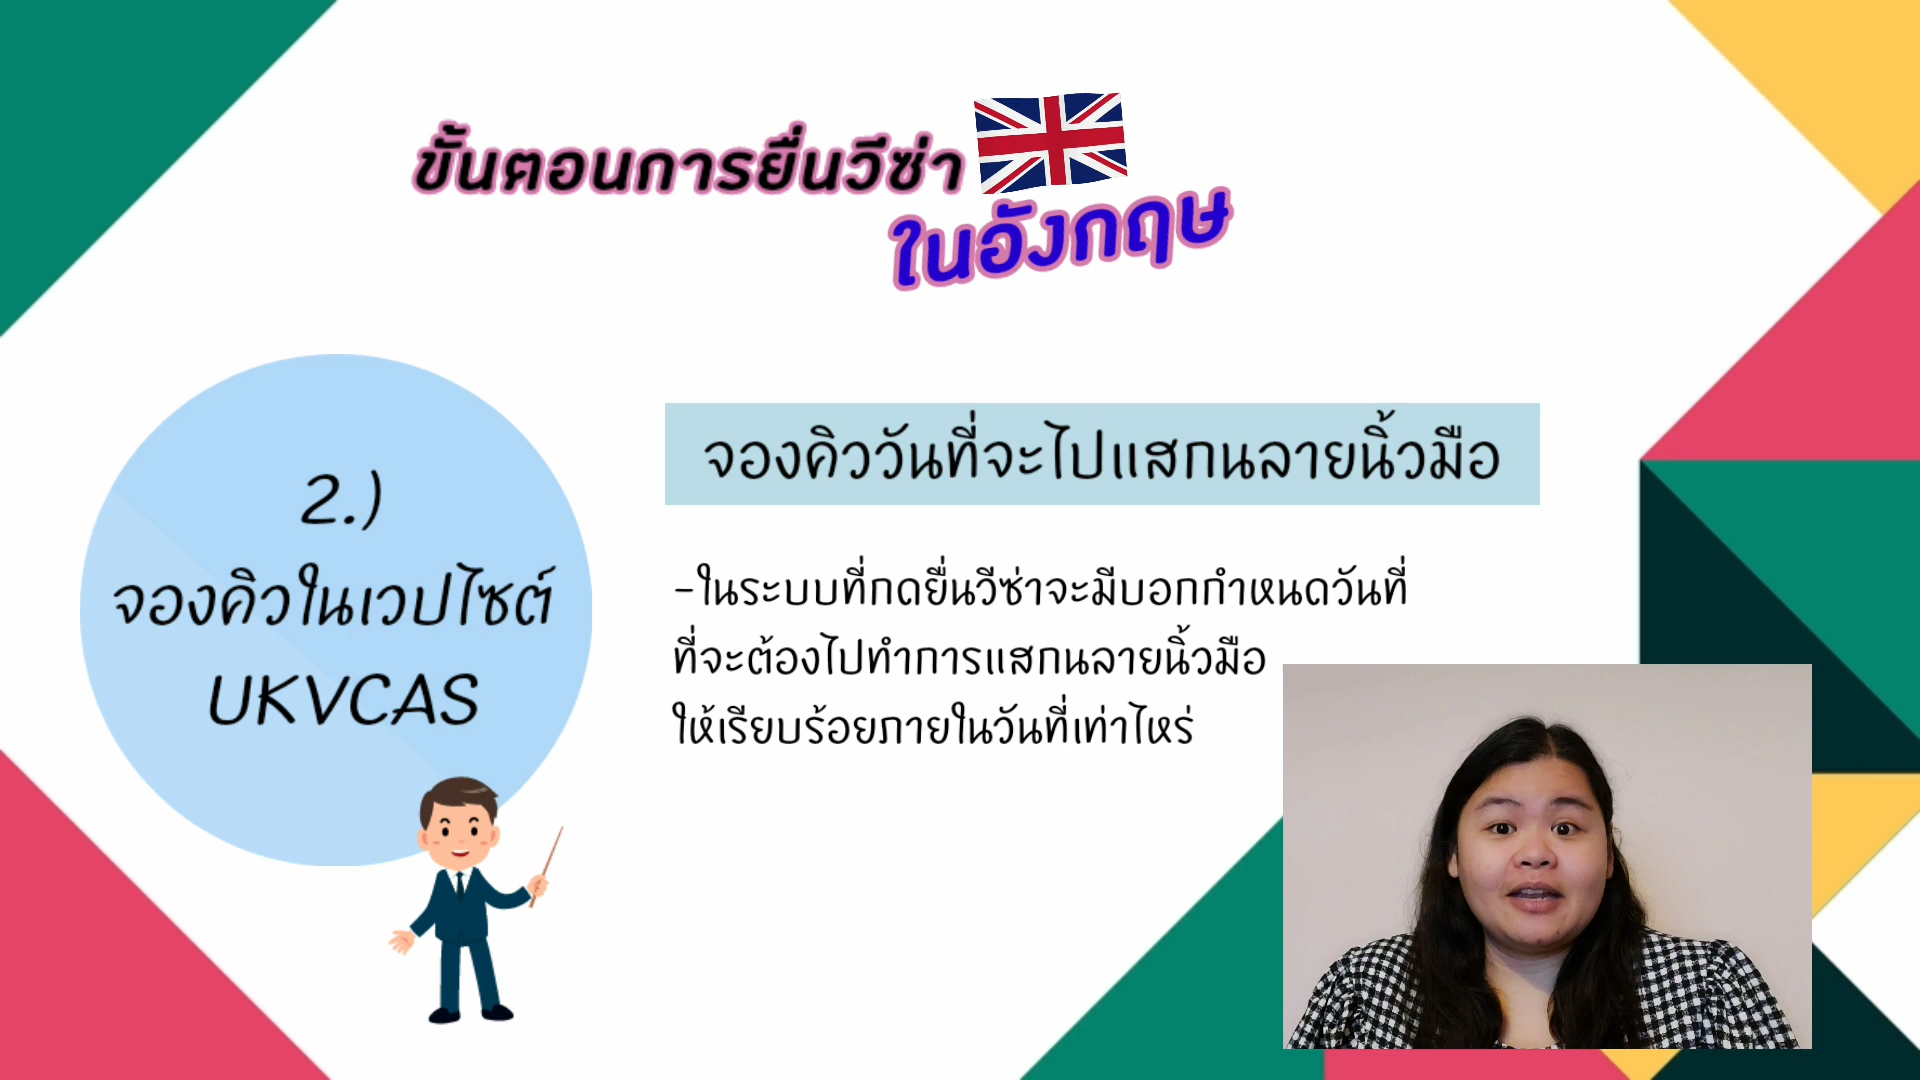 ขั้นตอนการยื่นวีซ่า
ในอังกฤษ
2.)
จองคิวในเวปไซต์
UKVCAS
จองคิววันที่จะไปแสกนลายนิ้วมือ
-ในระบบที่กดยื่นวีซ่าจะมีบอกกำหนดวันที่
ที่จะต้องไปทำการแสกนลายนิ้วมือ
ให้เรียบร้อยภายในวันที่เท่าไหร่